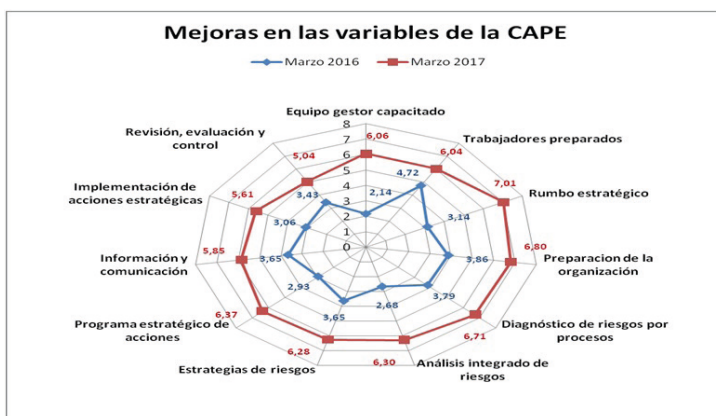 Mejoras en las variables de la CAPE
Marzo 2016
Marzo 2017
Equipo gestor capacitado
Trabajadores preparados
Rumbo estratégico
Preparacion de la
organización
Diagnóstico de riesgos por
procesos
Análisis integrado de
riesgos
Estrategias de riesgos
Programa estratégico de
acciones
Información y
comunicación
Implementación de
acciones estratégicas
Revisión, evaluación y
control
8
7
6
5
4
3
2
1
0
6,06
6,04
7,01
6,80
6,71
6,30
6,28
6,37
5,85
5,61
5,04
2,14
4,72
3,14
3,86
3,79
2,68
3,65
2,93
3,65
3,06
3,43